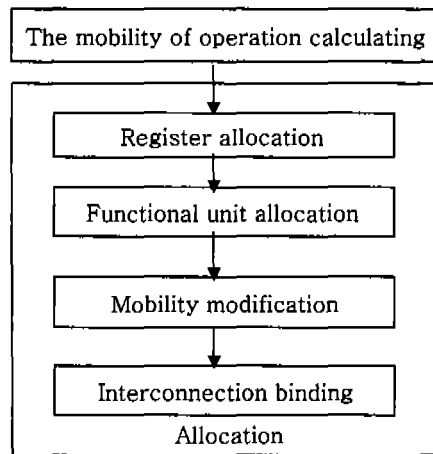 The mobility of operation calculating
Register allocation
Functional unit allocation
Mobility modification
Interconnection binding
Allocation